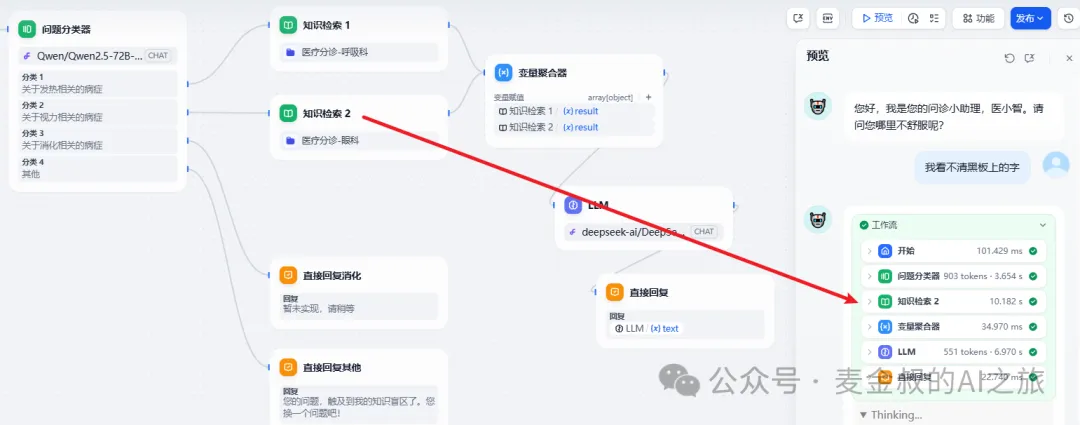 问题分类器
Qwen/Qwen2.5-72B-... CHAT
分类 1
关于发热相关的病症
分类 2
关于视力相关的病症
分类 3
关于消化相关的病症
分类 4
其他
知识检索 1
医疗分诊-呼吸科
知识检索 2
医疗分诊-眼科
变量聚合器
变量赋值 array[object] +
知识检索 1 / (x) result
知识检索 2 / (x) result
LLM
deepseek-ai/DeepSe... CHAT
直接回复
回复
LLM / (x) text
直接回复消化
回复
暂未实现，请稍等
直接回复其他
回复
您的问题，触及到我的知识盲区了。您
换一个问题吧！
ENV 预览 功能 发布
预览
您好，我是您的问诊小助理，医小智。请
问您哪里不舒服呢？
我看不清黑板上的字
工作流
开始 101.429 ms
问题分类器 903 tokens · 3.654 s
知识检索 2 10.182 s
变量聚合器 34.970 ms
LLM 551 tokens · 6.970 s
直接回复 22.740 ms
Thinking...
公众号 · 麦金叔的AI之旅